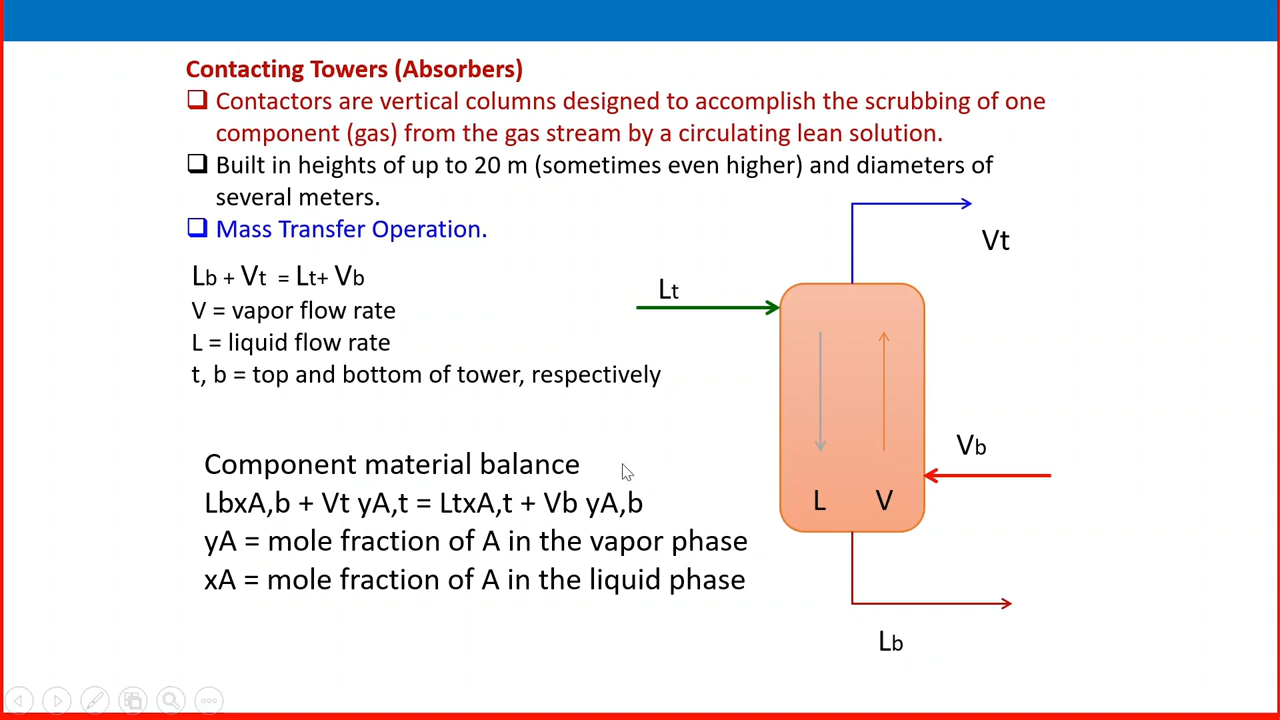 Contacting Towers (Absorbers)
Contactors are vertical columns designed to accomplish the scrubbing of one
component (gas) from the gas stream by a circulating lean solution.
Built in heights of up to 20 m (sometimes even higher) and diameters of
several meters.
Mass Transfer Operation.
Lb + Vt = Lt+ Vb
V = vapor flow rate
L = liquid flow rate
t, b = top and bottom of tower, respectively
Component material balance
LbxA,b + Vt yA,t = LtxA,t + Vb yA,b
yA = mole fraction of A in the vapor phase
xA = mole fraction of A in the liquid phase
Vt
Lt
Vb
L V
Lb